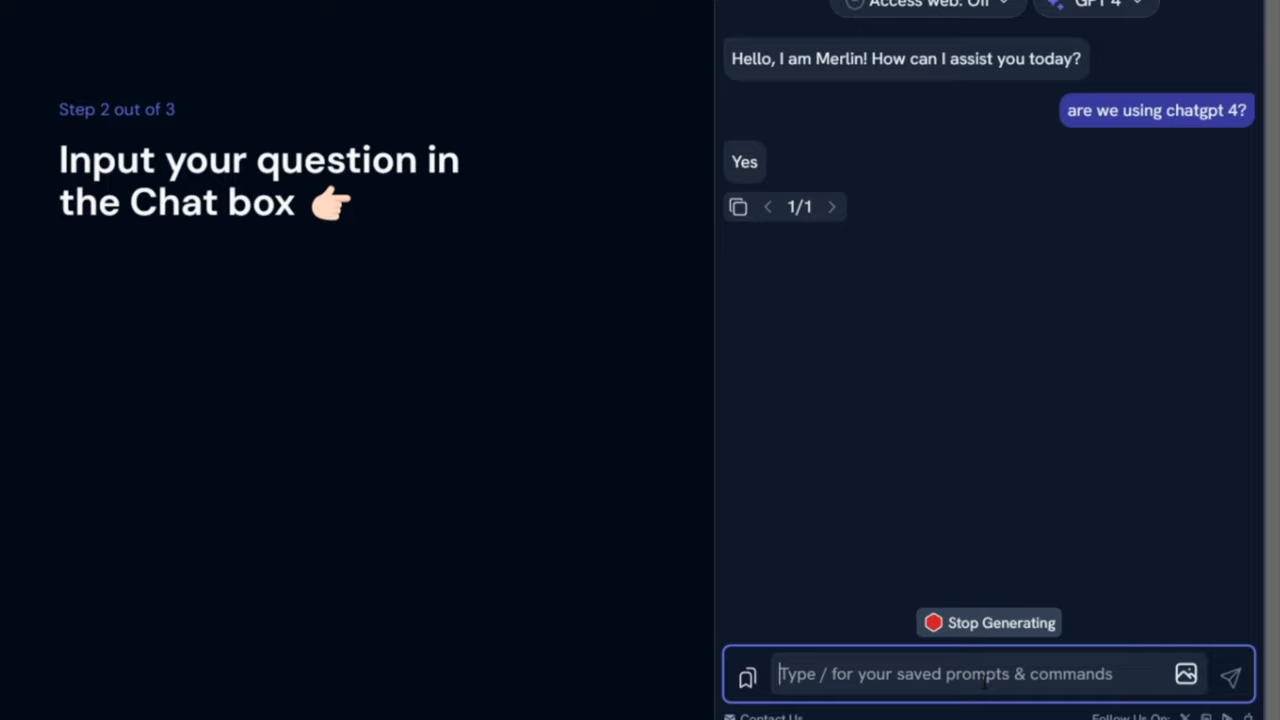 Access web: Off
GPT 4
Hello, I am Merlin! How can I assist you today?
Step 2 out of 3
are we using chatgpt 4?
Input your question in
the Chat box
Yes
1/1
Stop Generating
Type / for your saved prompts & commands
Contact Us
Follow Us On: